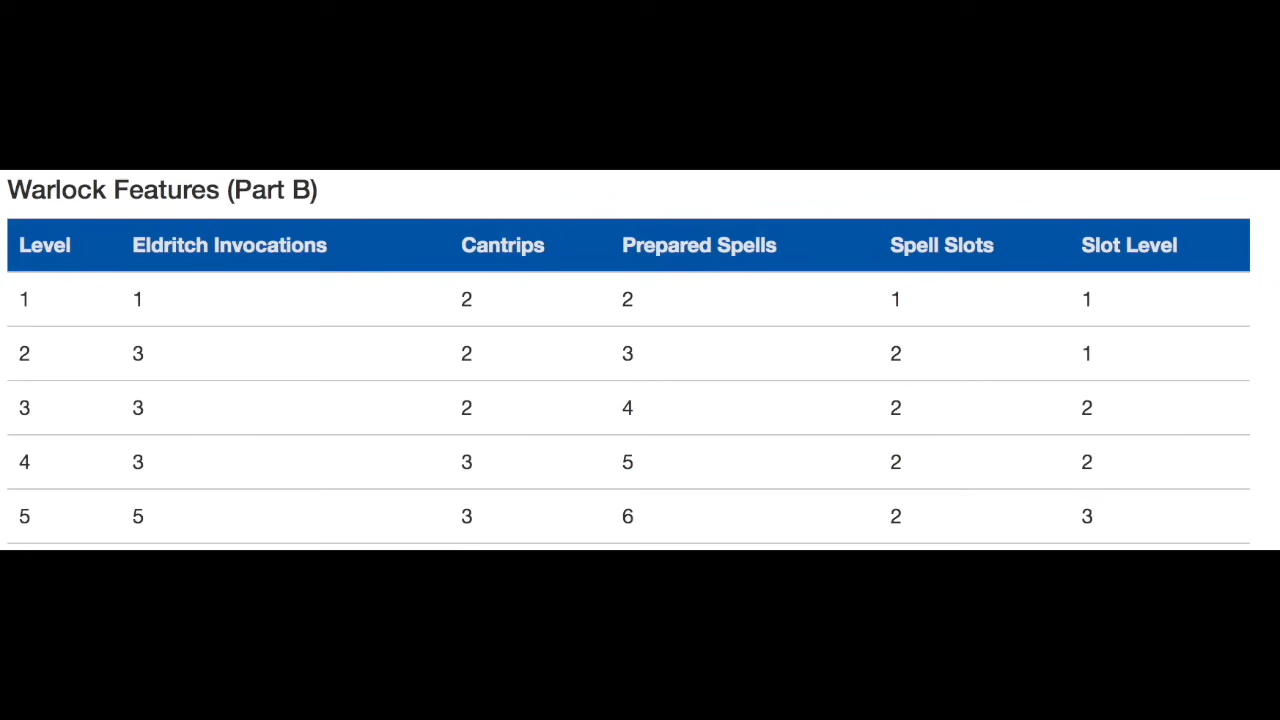 Warlock Features (Part B)
Level Eldritch Invocations Cantrips Prepared Spells Spell Slots Slot Level
1 1 2 2 1 1
2 3 2 3 2 1
3 3 2 4 2 2
4 3 3 5 2 2
5 5 3 6 2 3